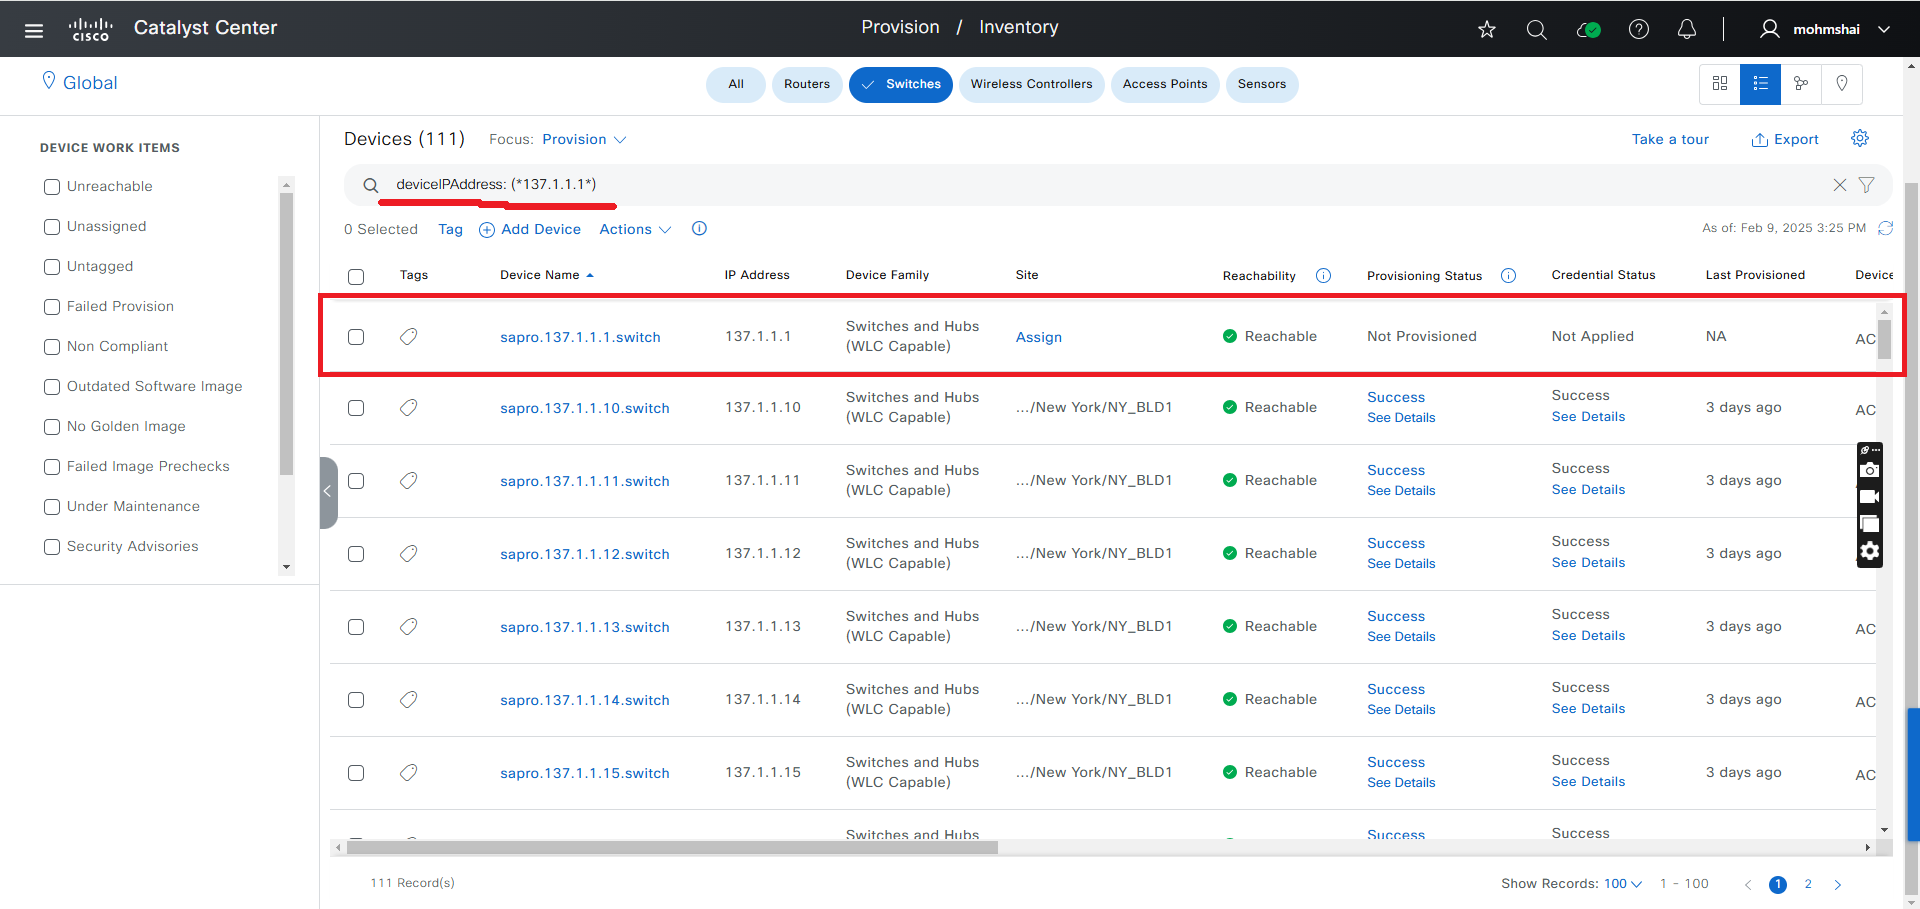 cisco Catalyst Center Provision / Inventory mohmshai
Global All Routers Switches Wireless Controllers Access Points Sensors
DEVICE WORK ITEMS
Unreachable
Unassigned
Untagged
Failed Provision
Non Compliant
Outdated Software Image
No Golden Image
Failed Image Prechecks
Under Maintenance
Security Advisories
Devices (111) Focus: Provision Take a tour Export
deviceIPAddress: (*137.1.1.1*)
0 Selected Tag Add Device Actions As of: Feb 9, 2025 3:25 PM
Tags Device Name IP Address Device Family Site Reachability Provisioning Status Credential Status Last Provisioned Device
sapro.137.1.1.1.switch 137.1.1.1 Switches and Hubs (WLC Capable) Assign Reachable Not Provisioned Not Applied NA AC
sapro.137.1.1.10.switch 137.1.1.10 Switches and Hubs (WLC Capable) .../New York/NY_BLD1 Reachable Success See Details Success See Details 3 days ago AC
sapro.137.1.1.11.switch 137.1.1.11 Switches and Hubs (WLC Capable) .../New York/NY_BLD1 Reachable Success See Details Success See Details 3 days ago
sapro.137.1.1.12.switch 137.1.1.12 Switches and Hubs (WLC Capable) .../New York/NY_BLD1 Reachable Success See Details Success See Details 3 days ago
sapro.137.1.1.13.switch 137.1.1.13 Switches and Hubs (WLC Capable) .../New York/NY_BLD1 Reachable Success See Details Success See Details 3 days ago AC
sapro.137.1.1.14.switch 137.1.1.14 Switches and Hubs (WLC Capable) .../New York/NY_BLD1 Reachable Success See Details Success See Details 3 days ago AC
sapro.137.1.1.15.switch 137.1.1.15 Switches and Hubs (WLC Capable) .../New York/NY_BLD1 Reachable Success See Details Success See Details 3 days ago AC
Switches and Hubs Success Success
111 Record(s) Show Records: 100 1 - 100 1 2